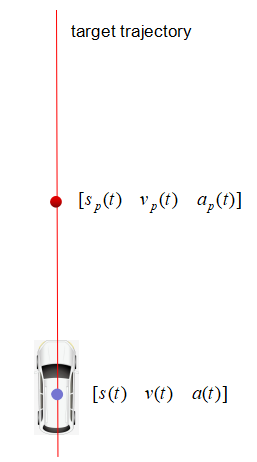 target trajectory
[s_p(t) v_p(t) a_p(t)]
[s(t) v(t) a(t)]